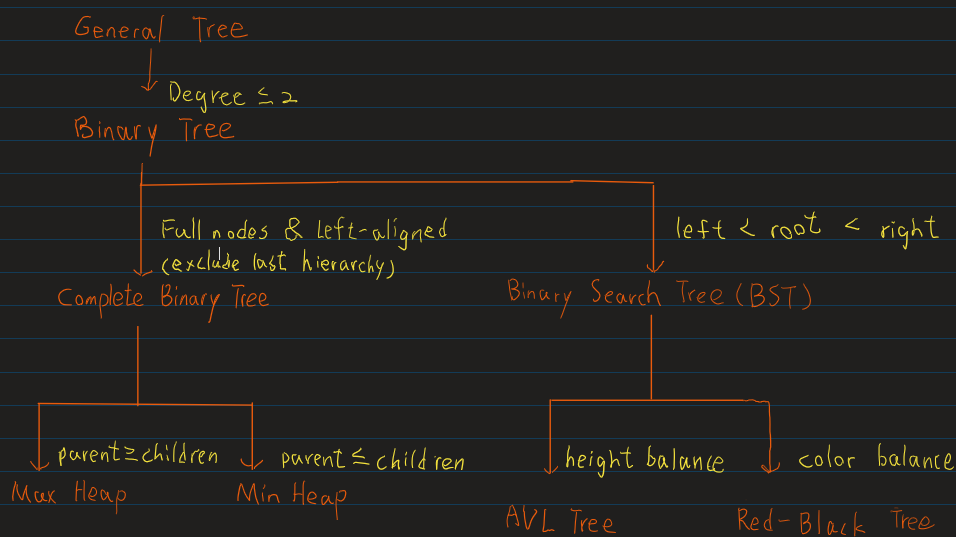 General Tree
Degree ≤ 2
Binary Tree
Full nodes & Left-aligned
(exclude last hierarchy)
left < root < right
Complete Binary Tree
Binary Search Tree (BST)
parent ≥ children
parent ≤ children
height balance
color balance
Max Heap
Min Heap
AVL Tree
Red-Black Tree